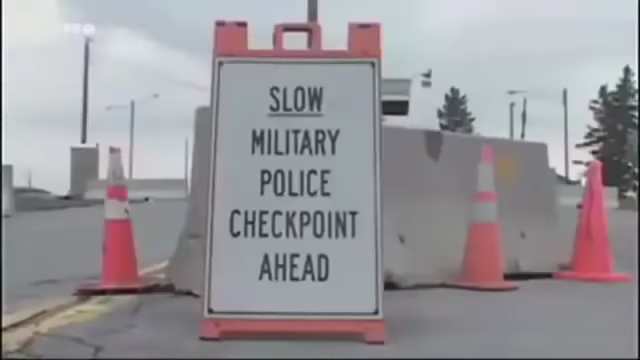 SLOW
MILITARY
POLICE
CHECKPOINT
AHEAD